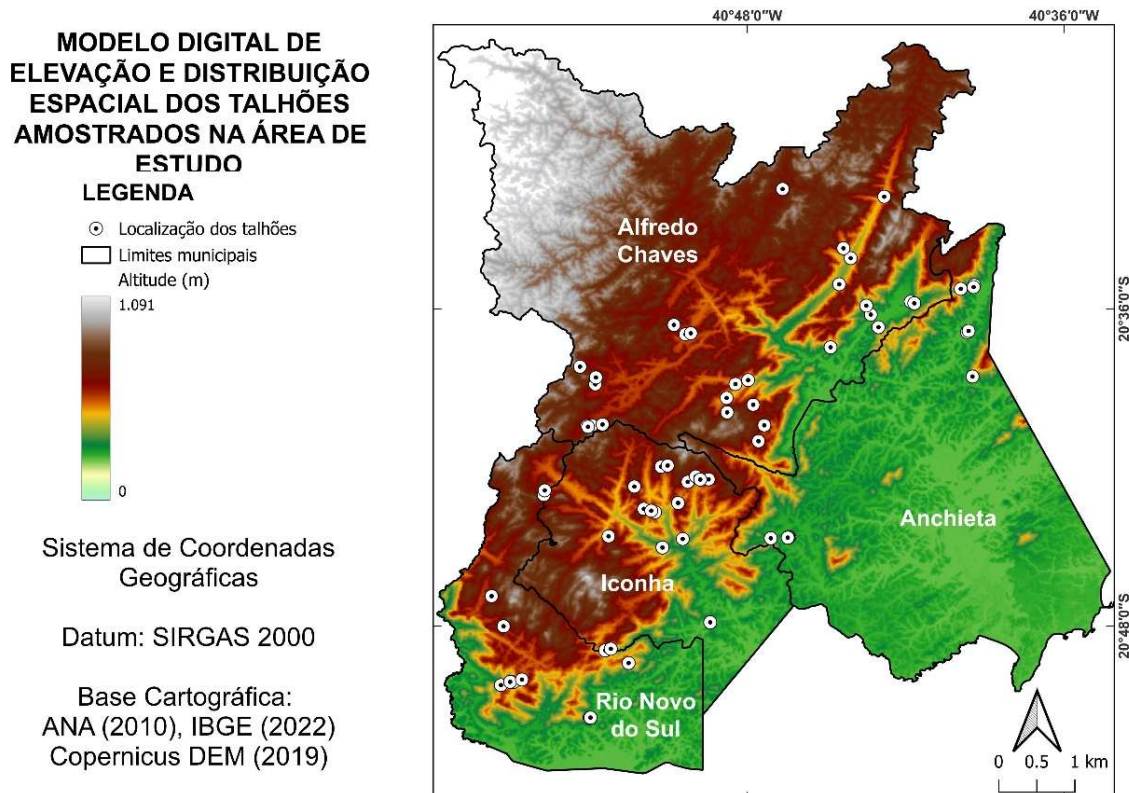 MODELO DIGITAL DE
ELEVAÇÃO E DISTRIBUIÇÃO
ESPACIAL DOS TALHÕES
AMOSTRADOS NA ÁREA DE
ESTUDO
LEGENDA
Localização dos talhões
Limites municipais
Altitude (m)
1.091
0
Sistema de Coordenadas
Geográficas
Datum: SIRGAS 2000
Base Cartográfica:
ANA (2010), IBGE (2022)
Copernicus DEM (2019)
40°48'0"W
40°36'0"W
20°36'0"S
20°48'0"S
Alfredo
Chaves
Anchieta
Iconha
Rio Novo
do Sul
0 0.5 1 km